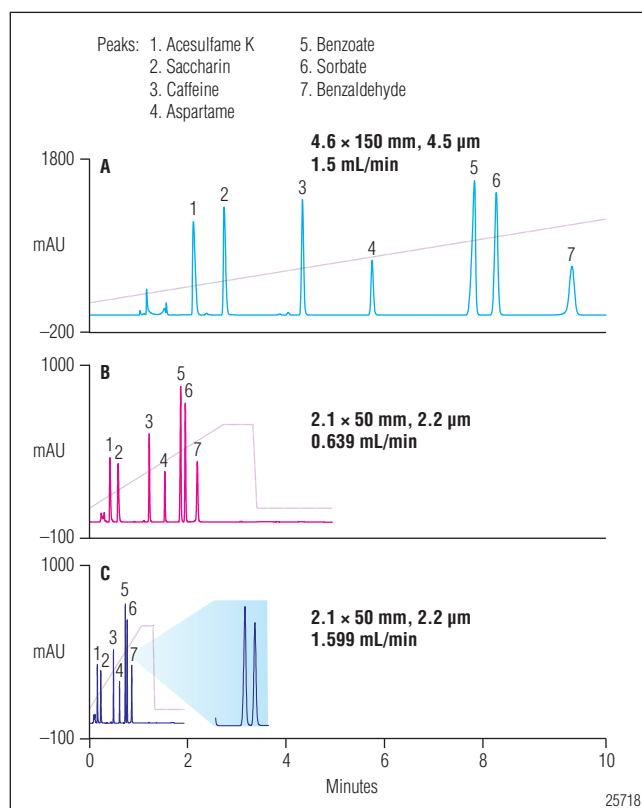 Peaks: 1. Acesulfame K 5. Benzoate
2. Saccharin 6. Sorbate
3. Caffeine 7. Benzaldehyde
4. Aspartame
1800
A
4.6 × 150 mm, 4.5 µm
1.5 mL/min
1 2 3 4 5 6 7
mAU
–200
1000
B
2.1 × 50 mm, 2.2 µm
0.639 mL/min
1 2 3 4 5 6 7
mAU
–100
1000
C
2.1 × 50 mm, 2.2 µm
1.599 mL/min
1 2 3 4 5 6 7
mAU
–100
0 2 4 6 8 10
Minutes
25718